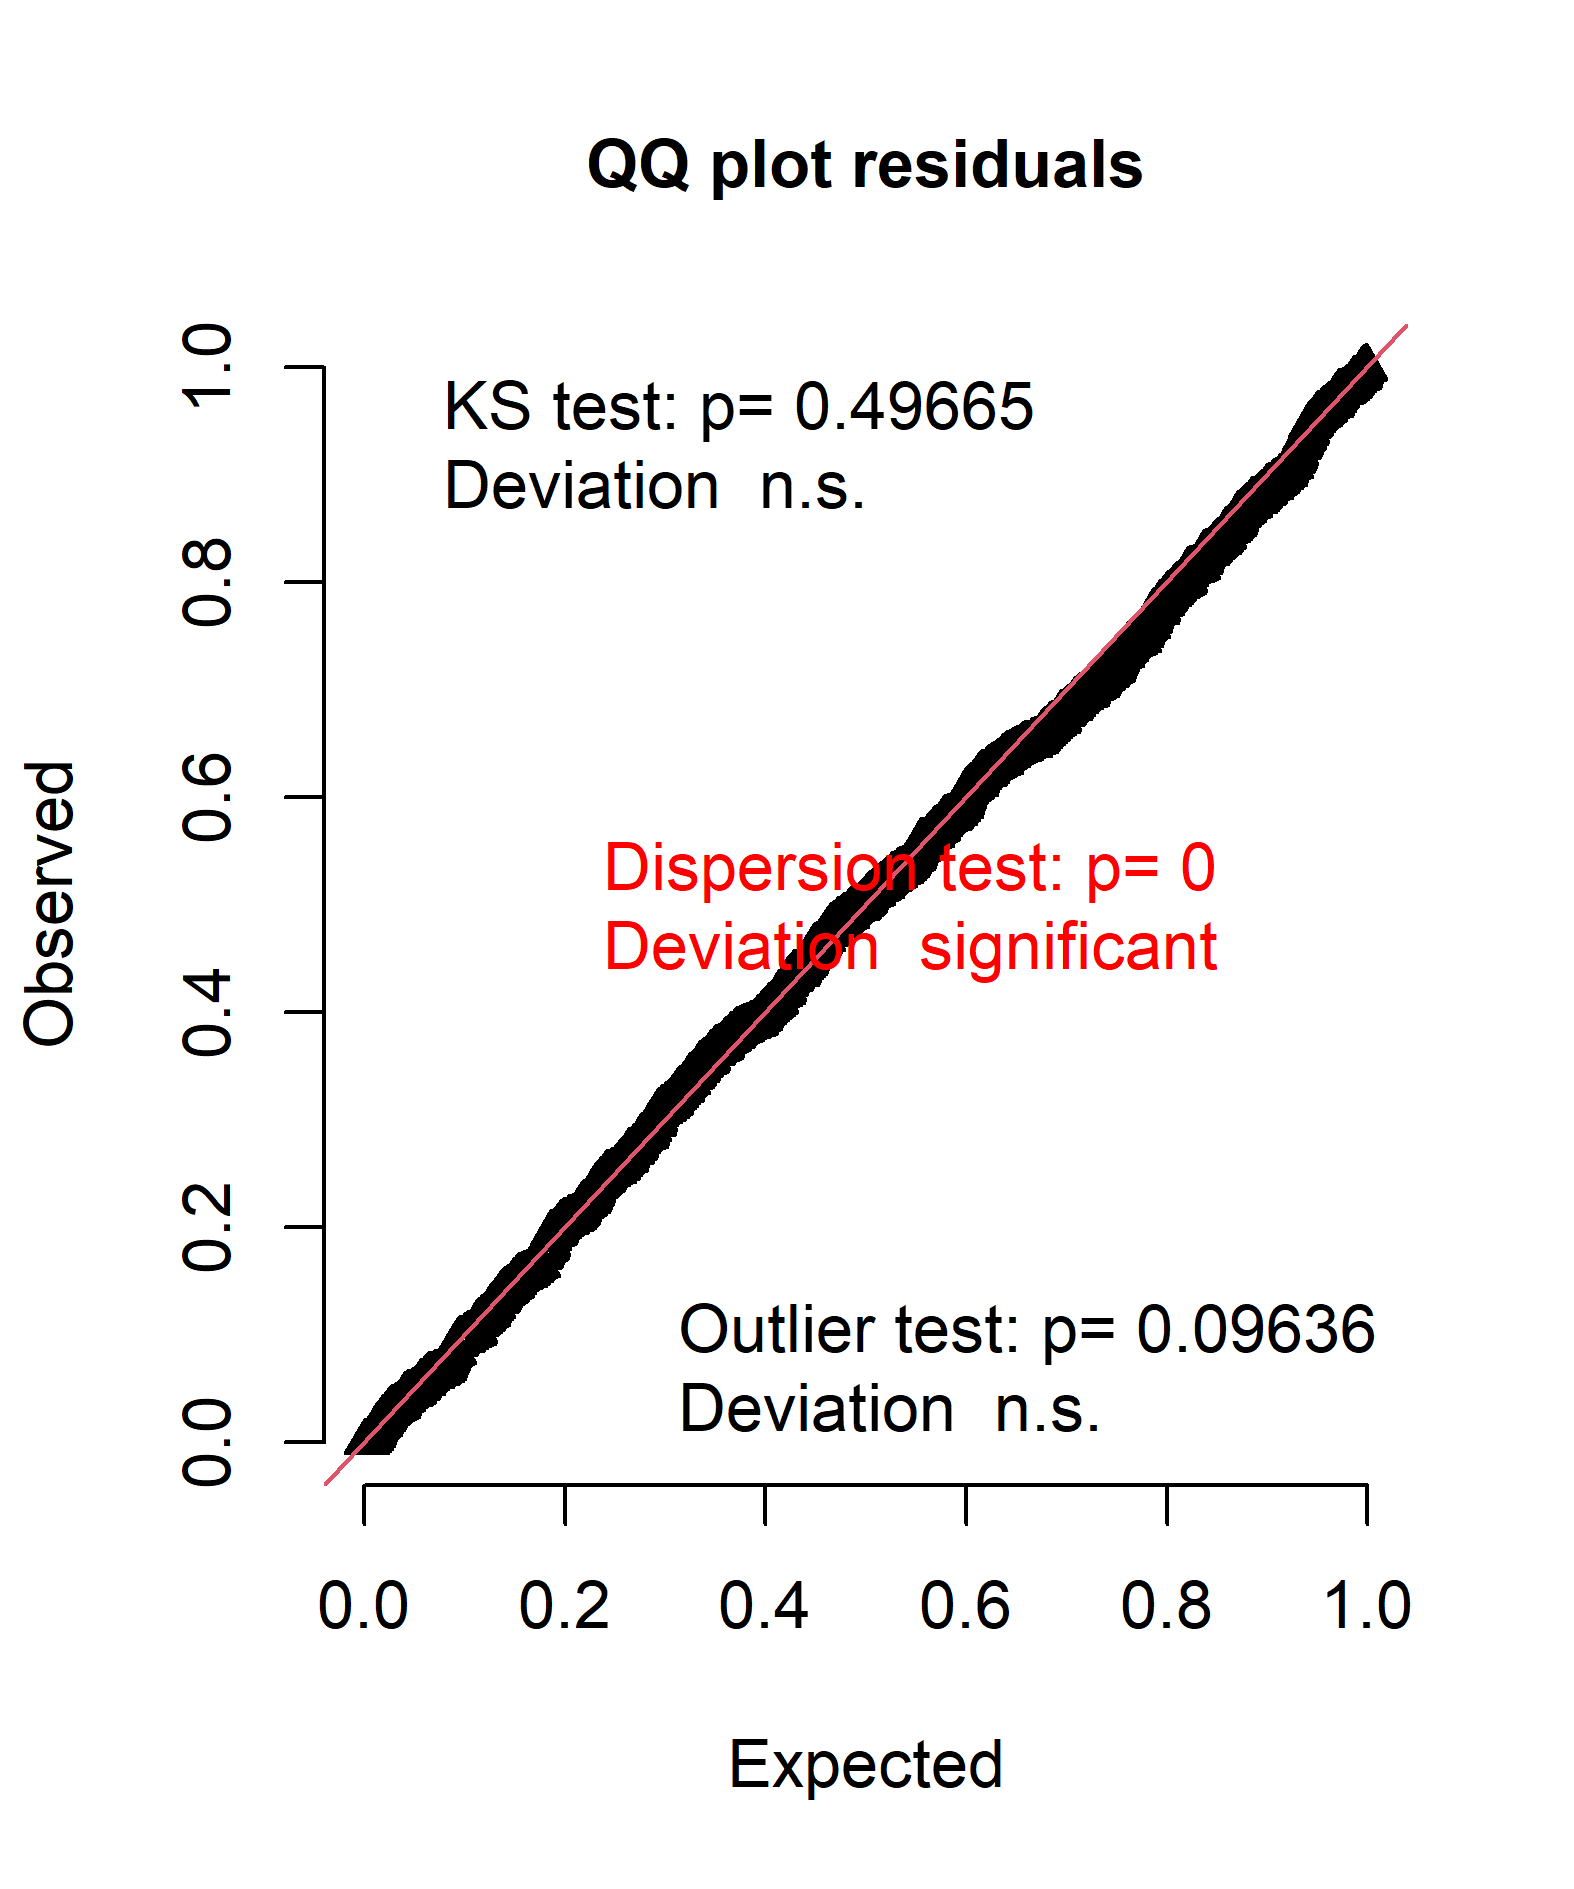 QQ plot residuals
KS test: p= 0.49665
Deviation  n.s.
Dispersion test: p= 0
Deviation  significant
Outlier test: p= 0.09636
Deviation  n.s.
Observed
0.0 0.2 0.4 0.6 0.8 1.0
0.0 0.2 0.4 0.6 0.8 1.0
Expected